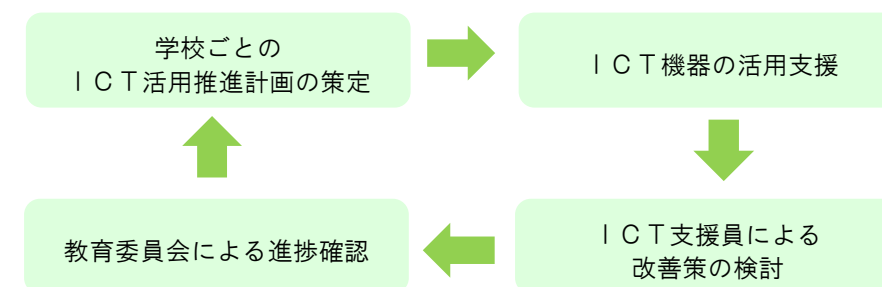 学校ごとの
ＩＣＴ活用推進計画の策定
ＩＣＴ機器の活用支援
教育委員会による進捗確認
ＩＣＴ支援員による
改善策の検討